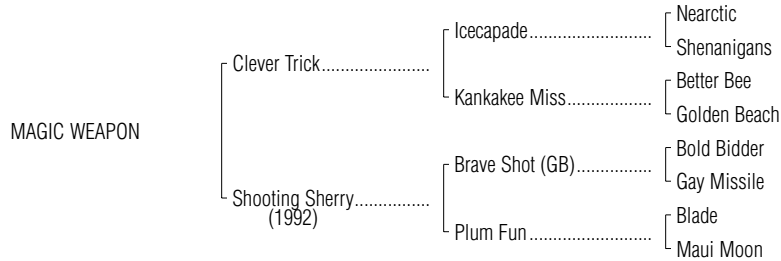 Nearctic
Icecapade
Shenanigans
Clever Trick
Better Bee
Kankakee Miss
Golden Beach
MAGIC WEAPON
Bold Bidder
Brave Shot (GB)
Gay Missile
Shooting Sherry
(1992)
Blade
Plum Fun
Maui Moon